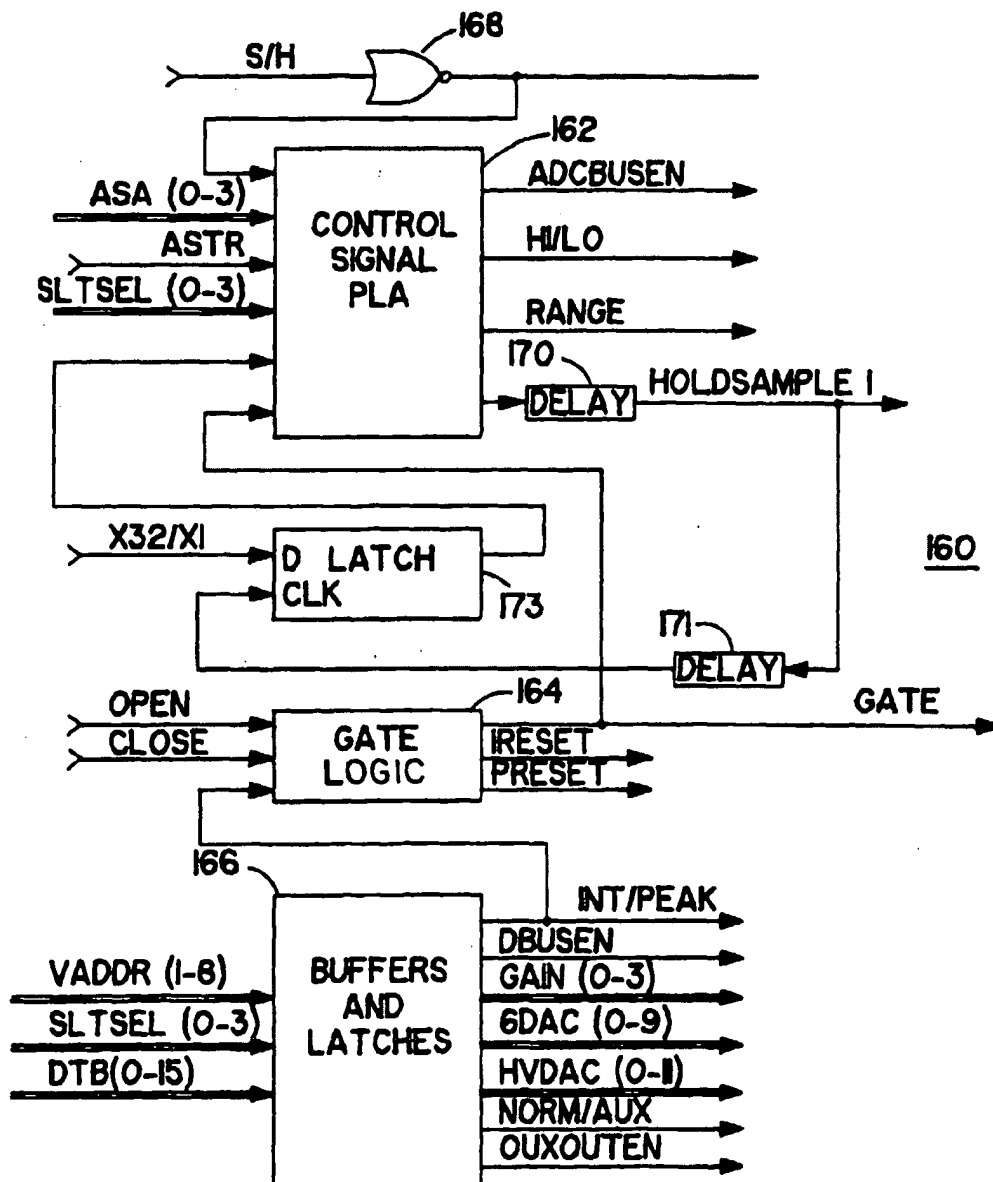 168
S/H
162
ASA (0-3)
ASTR
SLTSEL (0-3)
CONTROL
SIGNAL
PLA
ADCBUSEN
HI/LO
RANGE
170
DELAY
HOLDSAMPLE 1
X32/X1
D LATCH
CLK
173
160
171
DELAY
OPEN
CLOSE
164
GATE
LOGIC
GATE
IRESET
PRESET
166
VADDR (1-8)
SLTSEL (0-3)
DTB(0-15)
BUFFERS
AND
LATCHES
INT/PEAK
DBUSEN
GAIN (0-3)
6DAC (0-9)
HVDAC (0-11)
NORM/AUX
OUXOUTEN